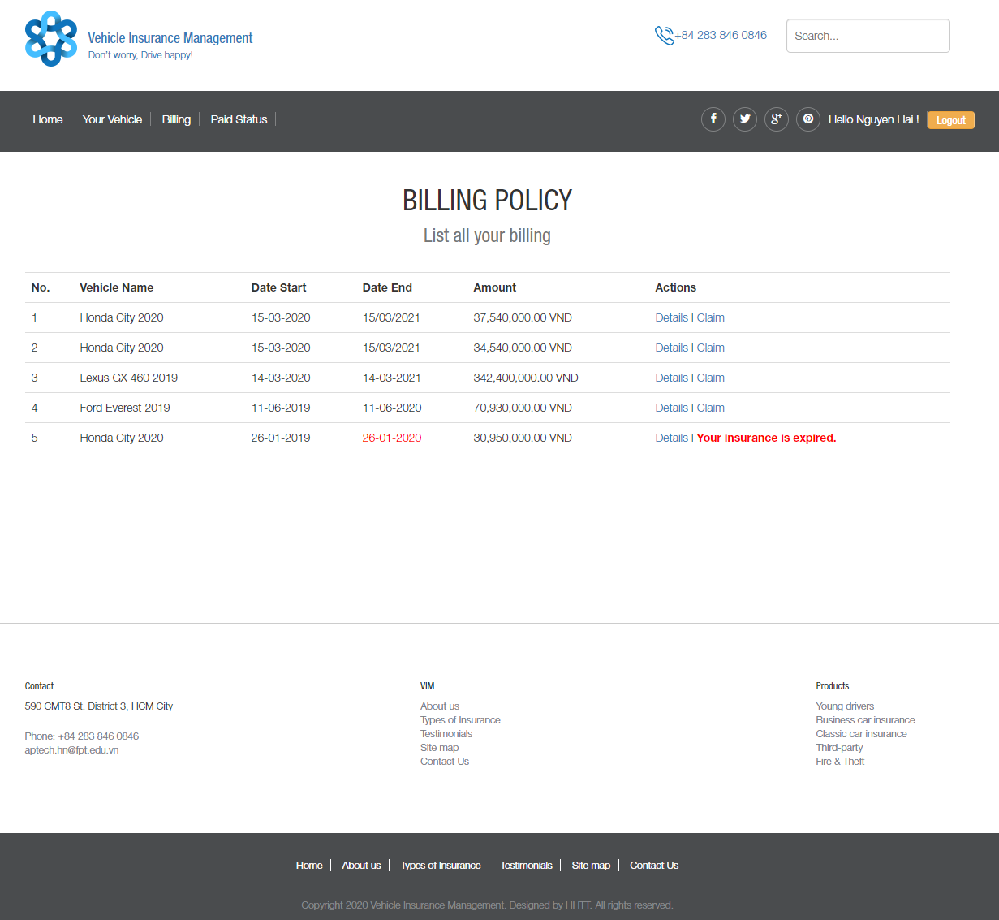 Vehicle Insurance Management
Don't worry, Drive happy!
+84 283 846 0846
Search...
Home Your Vehicle Billing Paid Status
Hello Nguyen Hai ! Logout
BILLING POLICY
List all your billing
No. Vehicle Name Date Start Date End Amount Actions
1 Honda City 2020 15-03-2020 15/03/2021 37,540,000.00 VND Details | Claim
2 Honda City 2020 15-03-2020 15/03/2021 34,540,000.00 VND Details | Claim
3 Lexus GX 460 2019 14-03-2020 14-03-2021 342,400,000.00 VND Details | Claim
4 Ford Everest 2019 11-06-2019 11-06-2020 70,930,000.00 VND Details | Claim
5 Honda City 2020 26-01-2019 26-01-2020 30,950,000.00 VND Details | Your insurance is expired.
Contact
590 CMT8 St. District 3, HCM City
Phone: +84 283 846 0846
aptech.hn@fpt.edu.vn
VIM
About us
Types of Insurance
Testimonials
Site map
Contact Us
Products
Young drivers
Business car insurance
Classic car insurance
Third-party
Fire & Theft
Home About us Types of Insurance Testimonials Site map Contact Us
Copyright 2020 Vehicle Insurance Management. Designed by HHTT. All rights reserved.